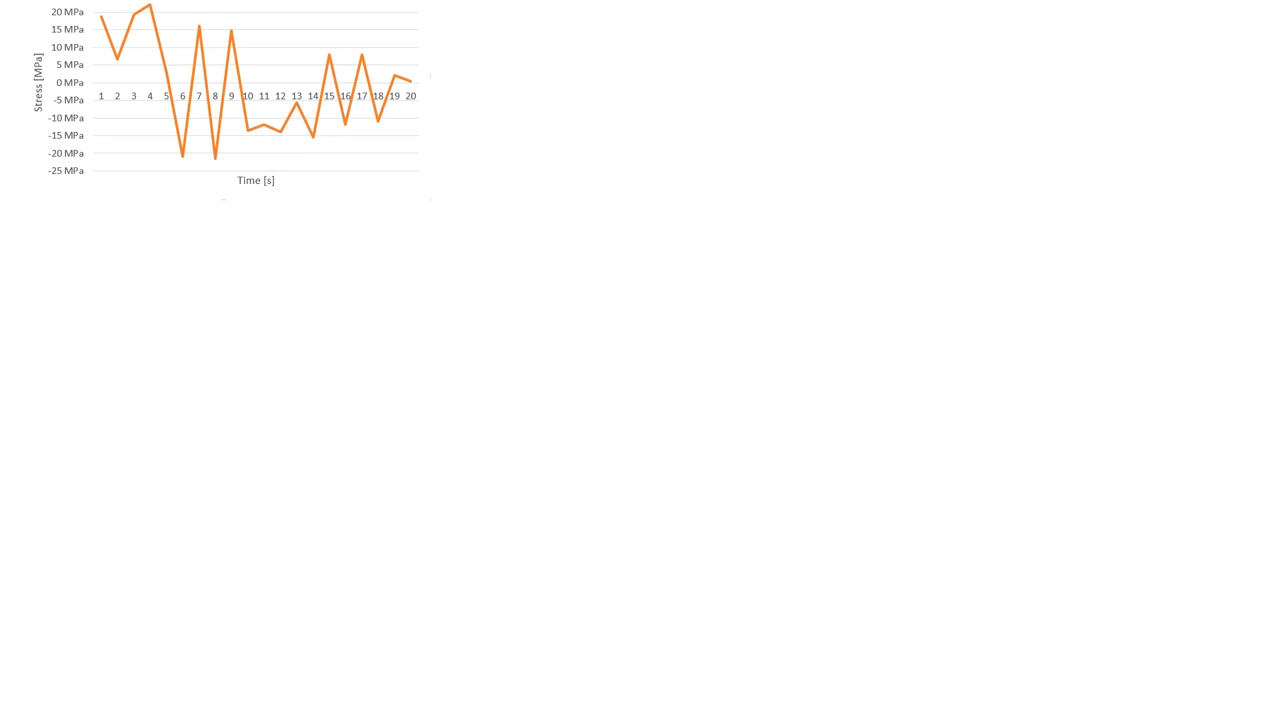 20 MPa
15 MPa
10 MPa
5 MPa
0 MPa
-5 MPa
-10 MPa
-15 MPa
-20 MPa
-25 MPa
Stress [MPa]
1 2 3 4 5 6 7 8 9 10 11 12 13 14 15 16 17 18 19 20
Time [s]